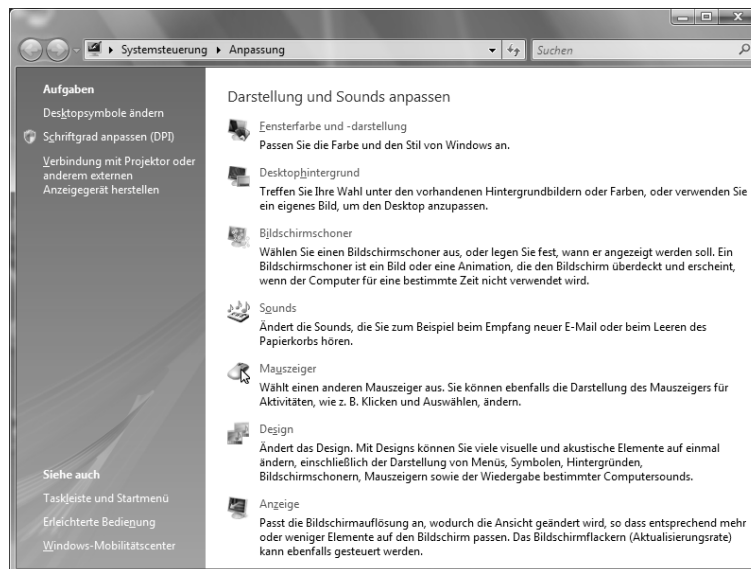 Systemsteuerung ▸ Anpassung
Suchen
Aufgaben
Desktopsymbole ändern
Schriftgrad anpassen (DPI)
Verbindung mit Projektor oder
anderem externen
Anzeigegerät herstellen
Darstellung und Sounds anpassen
Fensterfarbe und -darstellung
Passen Sie die Farbe und den Stil von Windows an.
Desktophintergrund
Treffen Sie Ihre Wahl unter den vorhandenen Hintergrundbildern oder Farben, oder verwenden Sie
ein eigenes Bild, um den Desktop anzupassen.
Bildschirmschoner
Wählen Sie einen Bildschirmschoner aus, oder legen Sie fest, wann er angezeigt werden soll. Ein
Bildschirmschoner ist ein Bild oder eine Animation, die den Bildschirm überdeckt und erscheint,
wenn der Computer für eine bestimmte Zeit nicht verwendet wird.
Sounds
Ändert die Sounds, die Sie zum Beispiel beim Empfang neuer E-Mail oder beim Leeren des
Papierkorbs hören.
Mauszeiger
Wählt einen anderen Mauszeiger aus. Sie können ebenfalls die Darstellung des Mauszeigers für
Aktivitäten, wie z. B. Klicken und Auswählen, ändern.
Design
Ändert das Design. Mit Designs können Sie viele visuelle und akustische Elemente auf einmal
ändern, einschließlich der Darstellung von Menüs, Symbolen, Hintergründen,
Bildschirmschonern, Mauszeigern sowie der Wiedergabe bestimmter Computersounds.
Anzeige
Passt die Bildschirmauflösung an, wodurch die Ansicht geändert wird, so dass entsprechend mehr
oder weniger Elemente auf den Bildschirm passen. Das Bildschirmflackern (Aktualisierungsrate)
kann ebenfalls gesteuert werden.
Siehe auch
Taskleiste und Startmenü
Erleichterte Bedienung
Windows-Mobilitätscenter